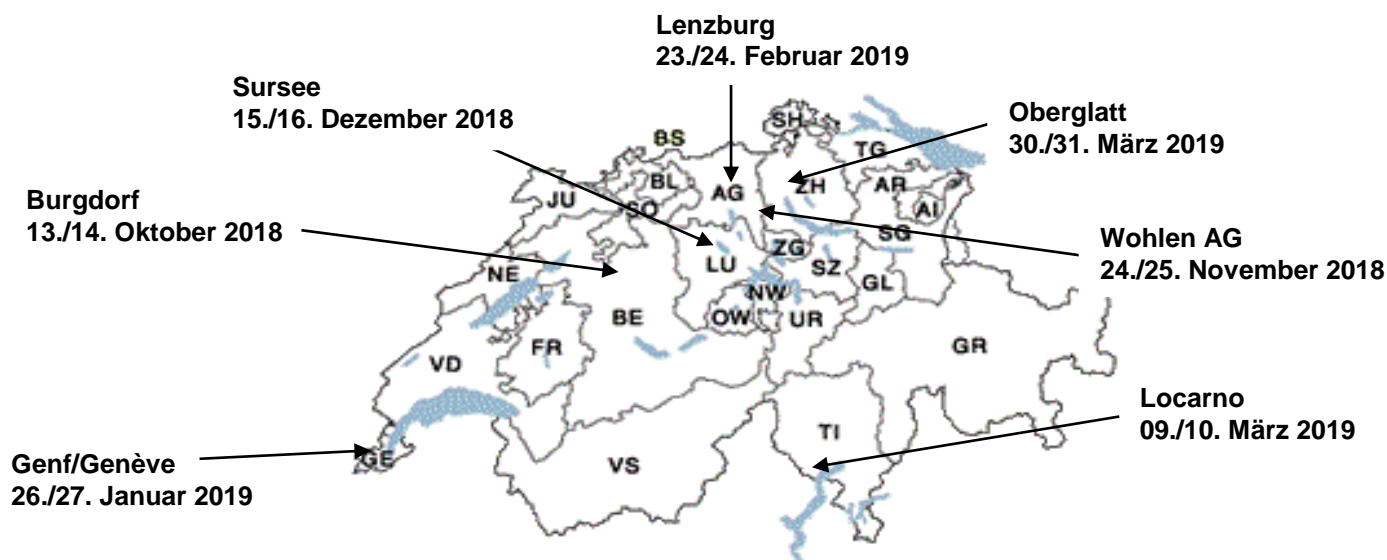 Lenzburg
23./24. Februar 2019
Sursee
15./16. Dezember 2018
Oberglatt
30./31. März 2019
Burgdorf
13./14. Oktober 2018
Wohlen AG
24./25. November 2018
Locarno
09./10. März 2019
Genf/Genève
26./27. Januar 2019
SH
BS
TG
BL
AG
ZH
AR
JU
SO
AI
SG
ZG
LU
SZ
NE
GL
NW
OW
UR
BE
FR
GR
VD
TI
GE
VS